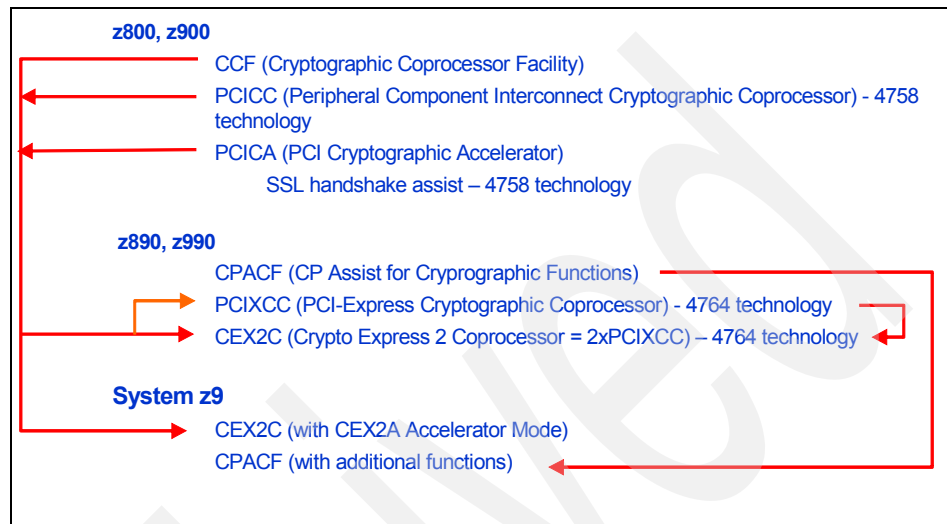 z800, z900
CCF (Cryptographic Coprocessor Facility)
PCICC (Peripheral Component Interconnect Cryptographic Coprocessor) - 4758
technology
PCICA (PCI Cryptographic Accelerator)
SSL handshake assist – 4758 technology
z890, z990
CPACF (CP Assist for Cryprographic Functions)
PCIXCC (PCI-Express Cryptographic Coprocessor) - 4764 technology
CEX2C (Crypto Express 2 Coprocessor = 2xPCIXCC) – 4764 technology
System z9
CEX2C (with CEX2A Accelerator Mode)
CPACF (with additional functions)